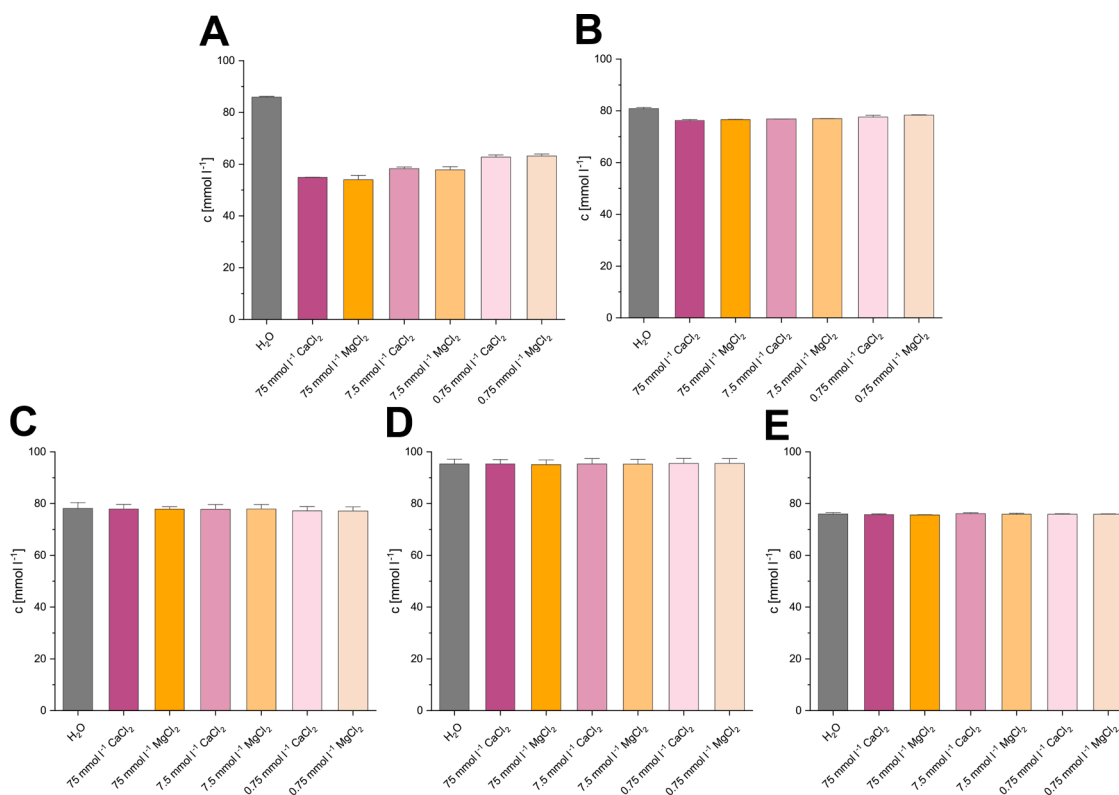 A
100
80
60
40
20
0
c [mmol l⁻¹]
H₂O
75 mmol l⁻¹ CaCl₂
75 mmol l⁻¹ MgCl₂
7.5 mmol l⁻¹ CaCl₂
7.5 mmol l⁻¹ MgCl₂
0.75 mmol l⁻¹ CaCl₂
0.75 mmol l⁻¹ MgCl₂
B
100
80
60
40
20
0
c [mmol l⁻¹]
H₂O
75 mmol l⁻¹ CaCl₂
75 mmol l⁻¹ MgCl₂
7.5 mmol l⁻¹ CaCl₂
7.5 mmol l⁻¹ MgCl₂
0.75 mmol l⁻¹ CaCl₂
0.75 mmol l⁻¹ MgCl₂
C
100
80
60
40
20
0
c [mmol l⁻¹]
H₂O
75 mmol l⁻¹ CaCl₂
75 mmol l⁻¹ MgCl₂
7.5 mmol l⁻¹ CaCl₂
7.5 mmol l⁻¹ MgCl₂
0.75 mmol l⁻¹ CaCl₂
0.75 mmol l⁻¹ MgCl₂
D
100
80
60
40
20
0
c [mmol l⁻¹]
H₂O
75 mmol l⁻¹ CaCl₂
75 mmol l⁻¹ MgCl₂
7.5 mmol l⁻¹ CaCl₂
7.5 mmol l⁻¹ MgCl₂
0.75 mmol l⁻¹ CaCl₂
0.75 mmol l⁻¹ MgCl₂
E
100
80
60
40
20
0
c [mmol l⁻¹]
H₂O
75 mmol l⁻¹ CaCl₂
75 mmol l⁻¹ MgCl₂
7.5 mmol l⁻¹ CaCl₂
7.5 mmol l⁻¹ MgCl₂
0.75 mmol l⁻¹ CaCl₂
0.75 mmol l⁻¹ MgCl₂